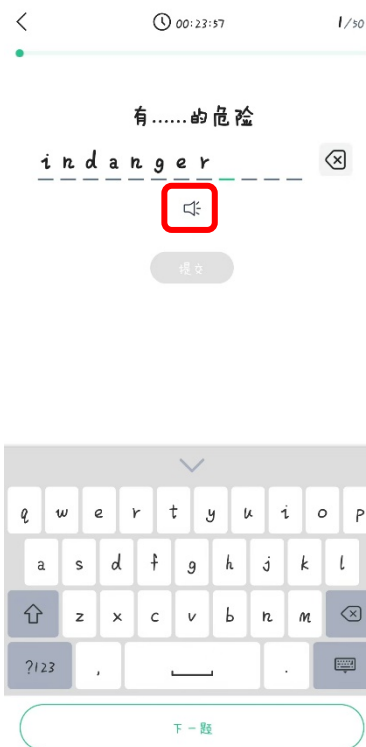 00:23:57
1/50
有……的危险
indanger
提交
q w e r t y u i o p
a s d f g h j k l
z x c v b n m
?123 , .
下一题